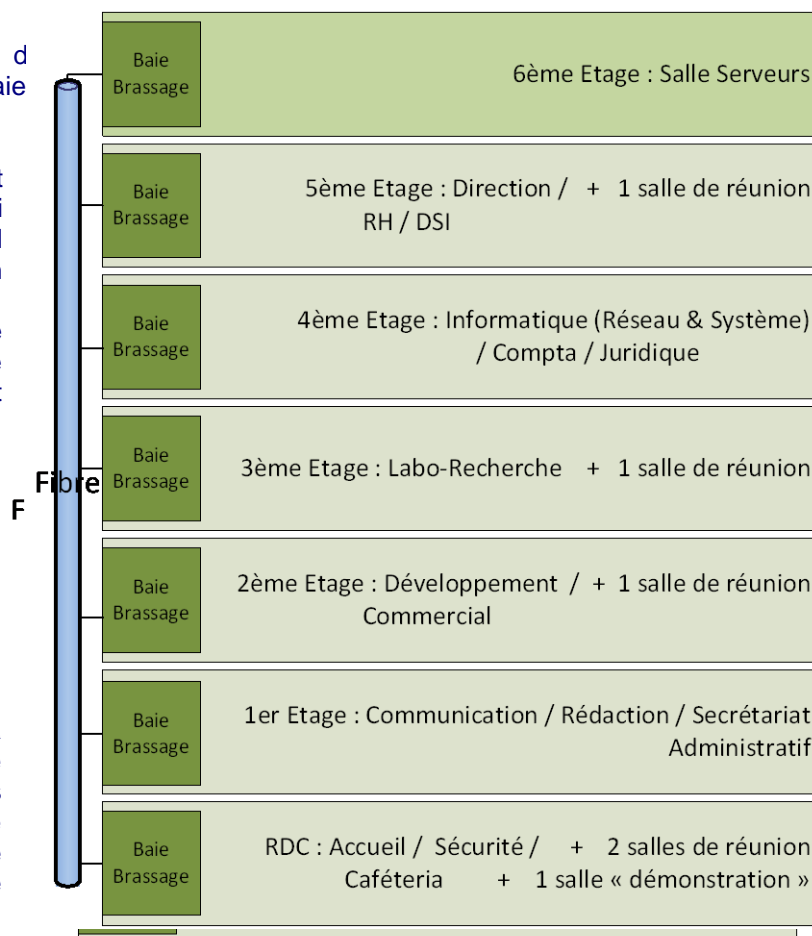 d
aie
Baie
Brassage
6ème Etage : Salle Serveurs
Baie
Brassage
5ème Etage : Direction / + 1 salle de réunion
RH / DSI
Baie
Brassage
4ème Etage : Informatique (Réseau & Système)
/ Compta / Juridique
Fibre
F
Baie
Brassage
3ème Etage : Labo-Recherche + 1 salle de réunion
Baie
Brassage
2ème Etage : Développement / + 1 salle de réunion
Commercial
Baie
Brassage
1er Etage : Communication / Rédaction / Secrétariat
Administratif
Baie
Brassage
RDC : Accueil / Sécurité / + 2 salles de réunion
Caféteria + 1 salle « démonstration »